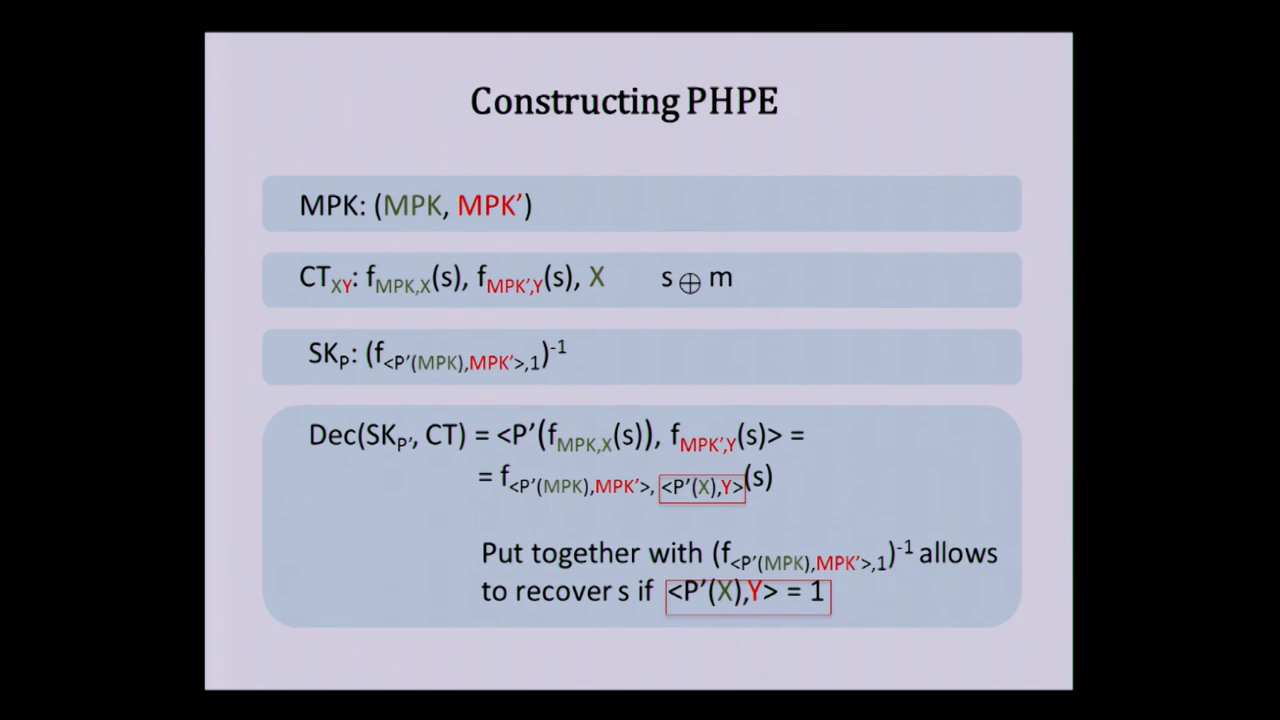 Constructing PHPE
MPK: (MPK, MPK')
CT_XY: f_MPK,X(s), f_MPK',Y(s), X s ⊕ m
SK_P: (f_<P'(MPK),MPK'>,1)^-1
Dec(SK_P', CT) = <P'(f_MPK,X(s)), f_MPK',Y(s)> =
= f_<P'(MPK),MPK'>, <P'(X),Y>(s)
Put together with (f_<P'(MPK),MPK'>,1)^-1 allows
to recover s if <P'(X),Y> = 1